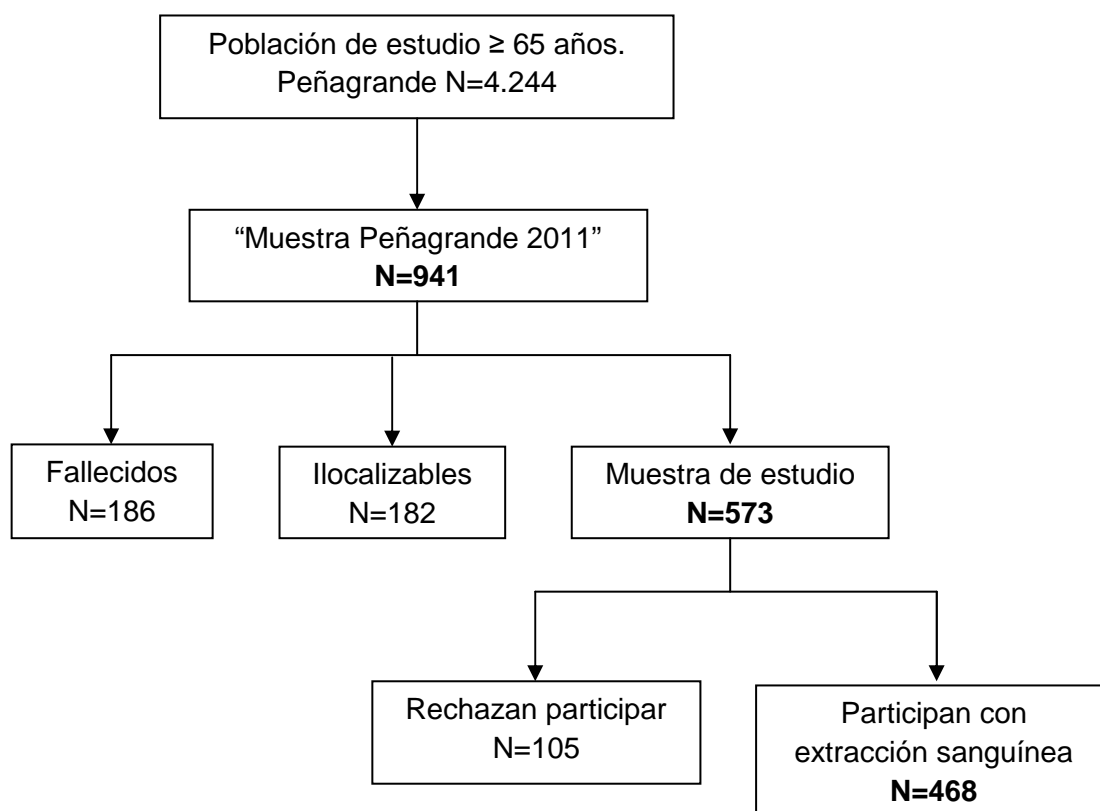 Población de estudio ≥ 65 años.
Peñagrande N=4.244
“Muestra Peñagrande 2011”
N=941
Fallecidos
N=186
Ilocalizables
N=182
Muestra de estudio
N=573
Rechazan participar
N=105
Participan con
extracción sanguínea
N=468